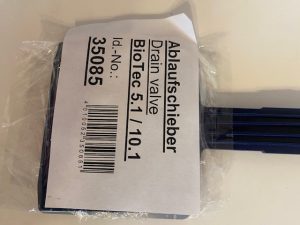 Ablaufschieber
Drain valve
BioTec 5.1 / 10.1
Id.-No.:
35085